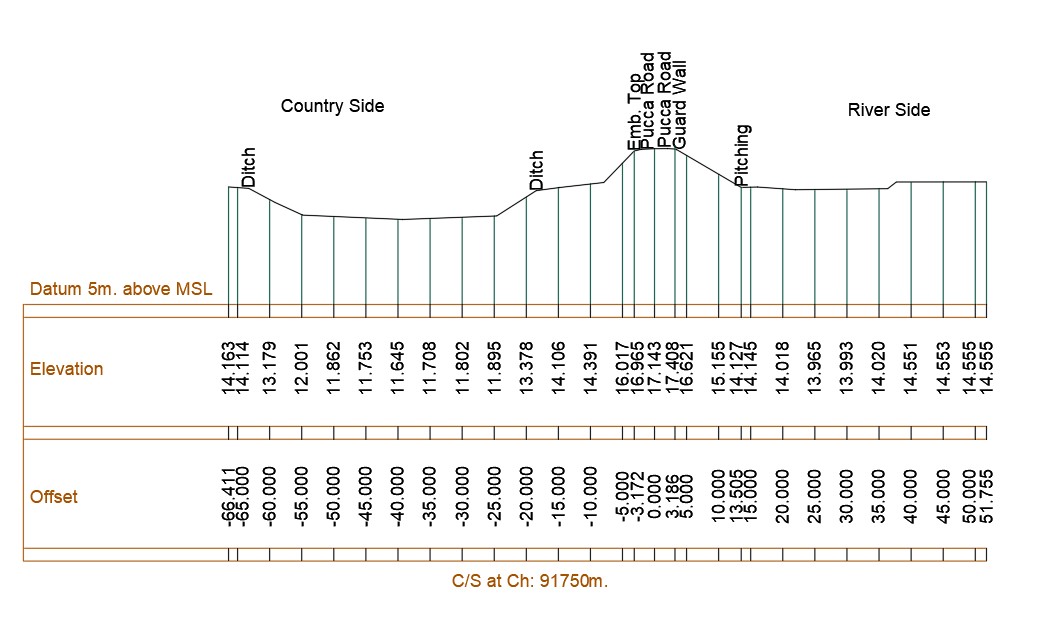 Country Side
River Side
Ditch
Ditch
Emb. Top
Pucca Road
Pucca Road
Guard Wall
Pitching
Datum 5m. above MSL
Elevation
14.163 14.114 13.179 12.001 11.862 11.753 11.645 11.708 11.802 11.895 13.378 14.106 14.391 16.017 16.965 17.143 17.408 16.621 15.155 14.127 14.145 14.018 13.965 13.993 14.020 14.551 14.553 14.555 14.555
Offset
-66.411 -65.000 -60.000 -55.000 -50.000 -45.000 -40.000 -35.000 -30.000 -25.000 -20.000 -15.000 -10.000 -5.000 -3.172 0.000 3.186 5.000 10.000 13.505 15.000 20.000 25.000 30.000 35.000 40.000 45.000 50.000 51.755
C/S at Ch: 91750m.